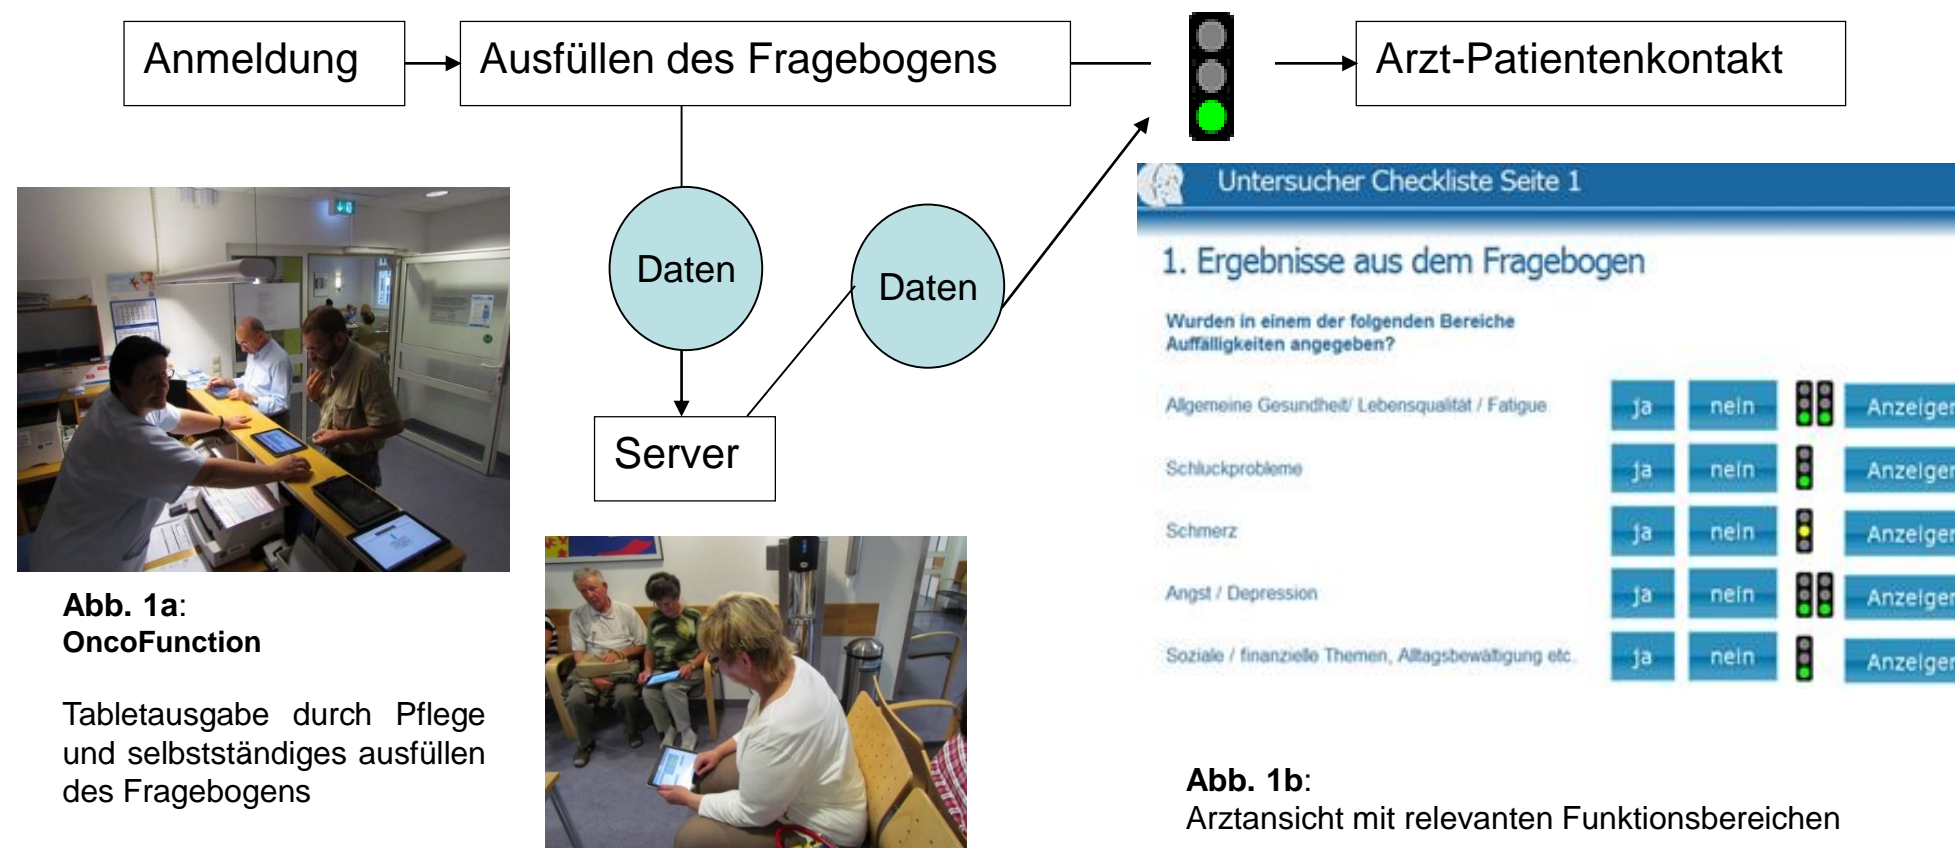 Anmeldung
Ausfüllen des Fragebogens
Arzt-Patientenkontakt
Daten
Daten
Server
Abb. 1a:
OncoFunction
Tabletausgabe durch Pflege
und selbstständiges ausfüllen
des Fragebogens
Untersucher Checkliste Seite 1
1. Ergebnisse aus dem Fragebogen
Wurden in einem der folgenden Bereiche
Auffälligkeiten angegeben?
Allgemeine Gesundheit/ Lebensqualität / Fatigue ja nein Anzeigen
Schluckprobleme ja nein Anzeigen
Schmerz ja nein Anzeigen
Angst / Depression ja nein Anzeigen
Soziale / finanzielle Themen, Alltagsbewältigung etc. ja nein Anzeigen
Abb. 1b:
Arztansicht mit relevanten Funktionsbereichen